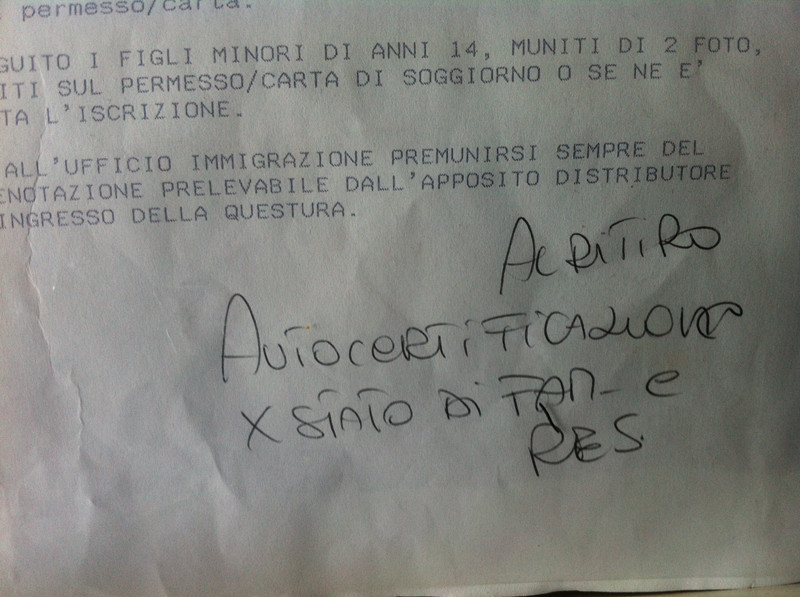 permesso/carta.
GUITO I FIGLI MINORI DI ANNI 14, MUNITI DI 2 FOTO,
ITI SUL PERMESSO/CARTA DI SOGGIORNO O SE NE E'
TA L'ISCRIZIONE.
ALL'UFFICIO IMMIGRAZIONE PREMUNIRSI SEMPRE DEL
ENOTAZIONE PRELEVABILE DALL'APPOSITO DISTRIBUTORE
INGRESSO DELLA QUESTURA.
AL RITIRO
AUTOCERTIFICAZIONE
X STATO DI FAM- e
RES.